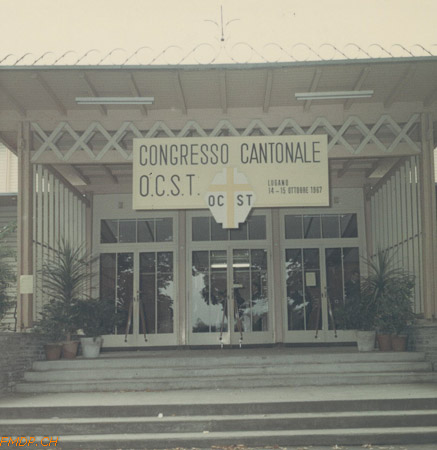 CONGRESSO CANTONALE
O.C.S.T.
LUGANO
14-15 OTTOBRE 1967
OC ST